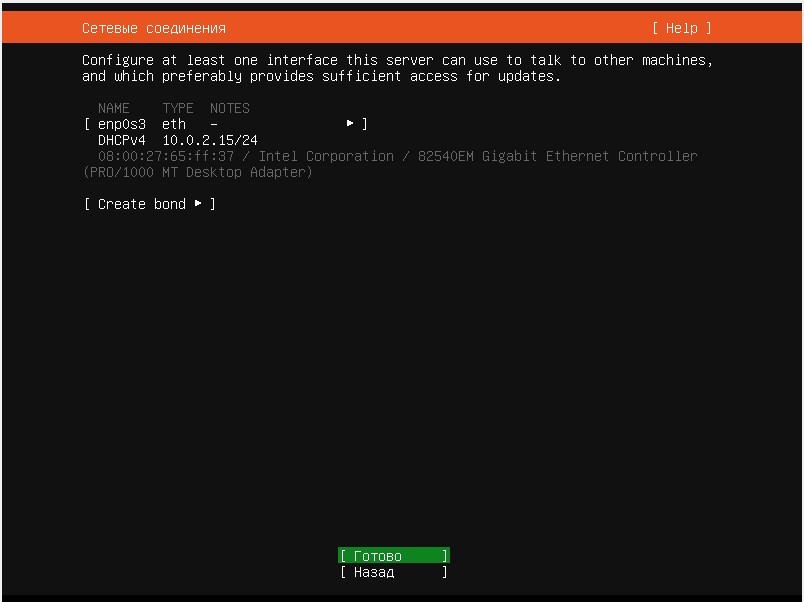 Сетевые соединения [ Help ]
Configure at least one interface this server can use to talk to other machines,
and which preferably provides sufficient access for updates.
NAME TYPE NOTES
[ enp0s3 eth – ▸ ]
DHCPv4 10.0.2.15/24
08:00:27:65:ff:37 / Intel Corporation / 82540EM Gigabit Ethernet Controller
(PRO/1000 MT Desktop Adapter)
[ Create bond ▸ ]
[ Готово ]
[ Назад ]